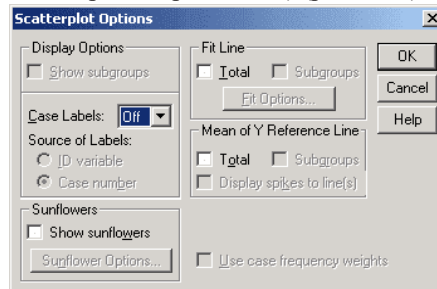 Scatterplot Options
Display Options
Show subgroups
Case Labels: Off
Source of Labels:
ID variable
Case number
Sunflowers
Show sunflowers
Sunflower Options...
Fit Line
Total Subgroups
Fit Options...
Mean of Y Reference Line
Total Subgroups
Display spikes to line(s)
Use case frequency weights
OK
Cancel
Help